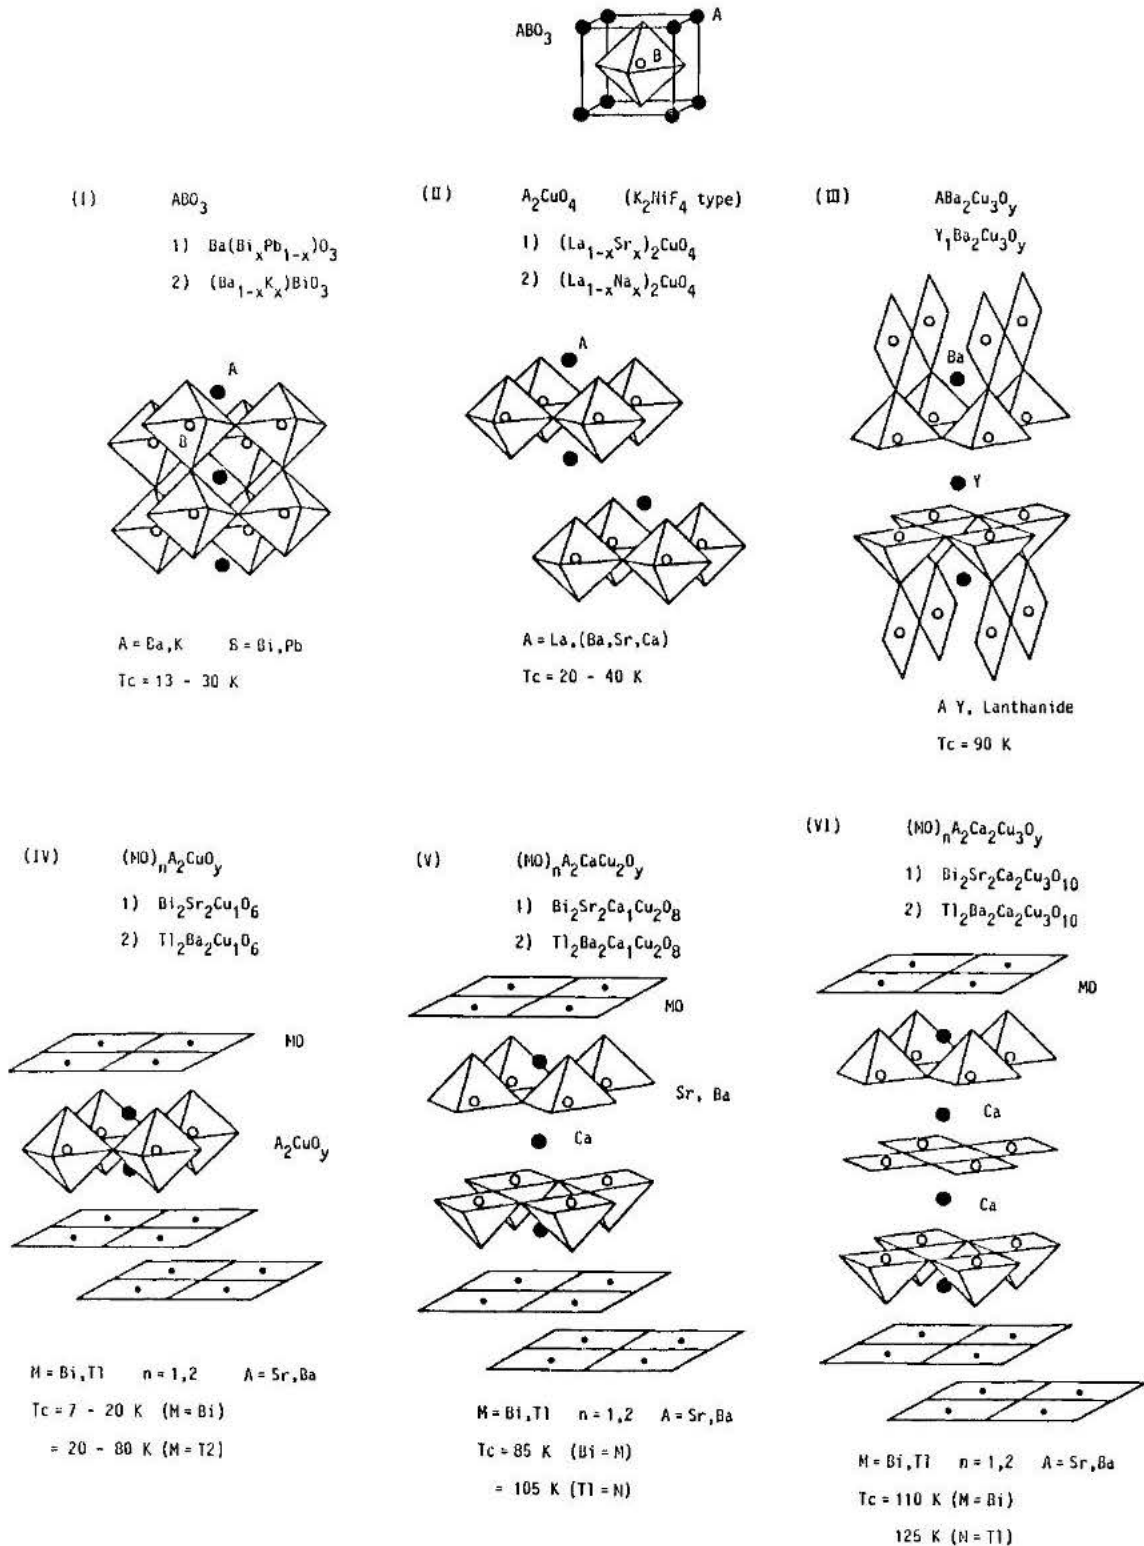 ABO3
A
B
(I) ABO3
1) Ba(BixPb1-x)O3
2) (Ba1-xKx)BiO3
A
B
A = Ba,K B = Bi,Pb
Tc = 13 - 30 K
(II) A2CuO4 (K2NiF4 type)
1) (La1-xSrx)2CuO4
2) (La1-xNax)2CuO4
A
A = La,(Ba,Sr,Ca)
Tc = 20 - 40 K
(III) ABa2Cu3Oy
Y1Ba2Cu3Oy
Ba
Y
A Y, Lanthanide
Tc = 90 K
(IV) (MO)nA2CuOy
1) Bi2Sr2Cu1O6
2) Tl2Ba2Cu1O6
MO
A2CuOy
M = Bi,Tl n = 1,2 A = Sr,Ba
Tc = 7 - 20 K (M = Bi)
= 20 - 80 K (M = T2)
(V) (MO)nA2CaCu2Oy
1) Bi2Sr2Ca1Cu2O8
2) Tl2Ba2Ca1Cu2O8
MO
Sr, Ba
Ca
M = Bi,Tl n = 1,2 A = Sr,Ba
Tc = 85 K (Bi = M)
= 105 K (Tl = N)
(VI) (MO)nA2Ca2Cu3Oy
1) Bi2Sr2Ca2Cu3O10
2) Tl2Ba2Ca2Cu3O10
MO
Ca
Ca
M = Bi,Tl n = 1,2 A = Sr,Ba
Tc = 110 K (M = Bi)
125 K (N = Tl)